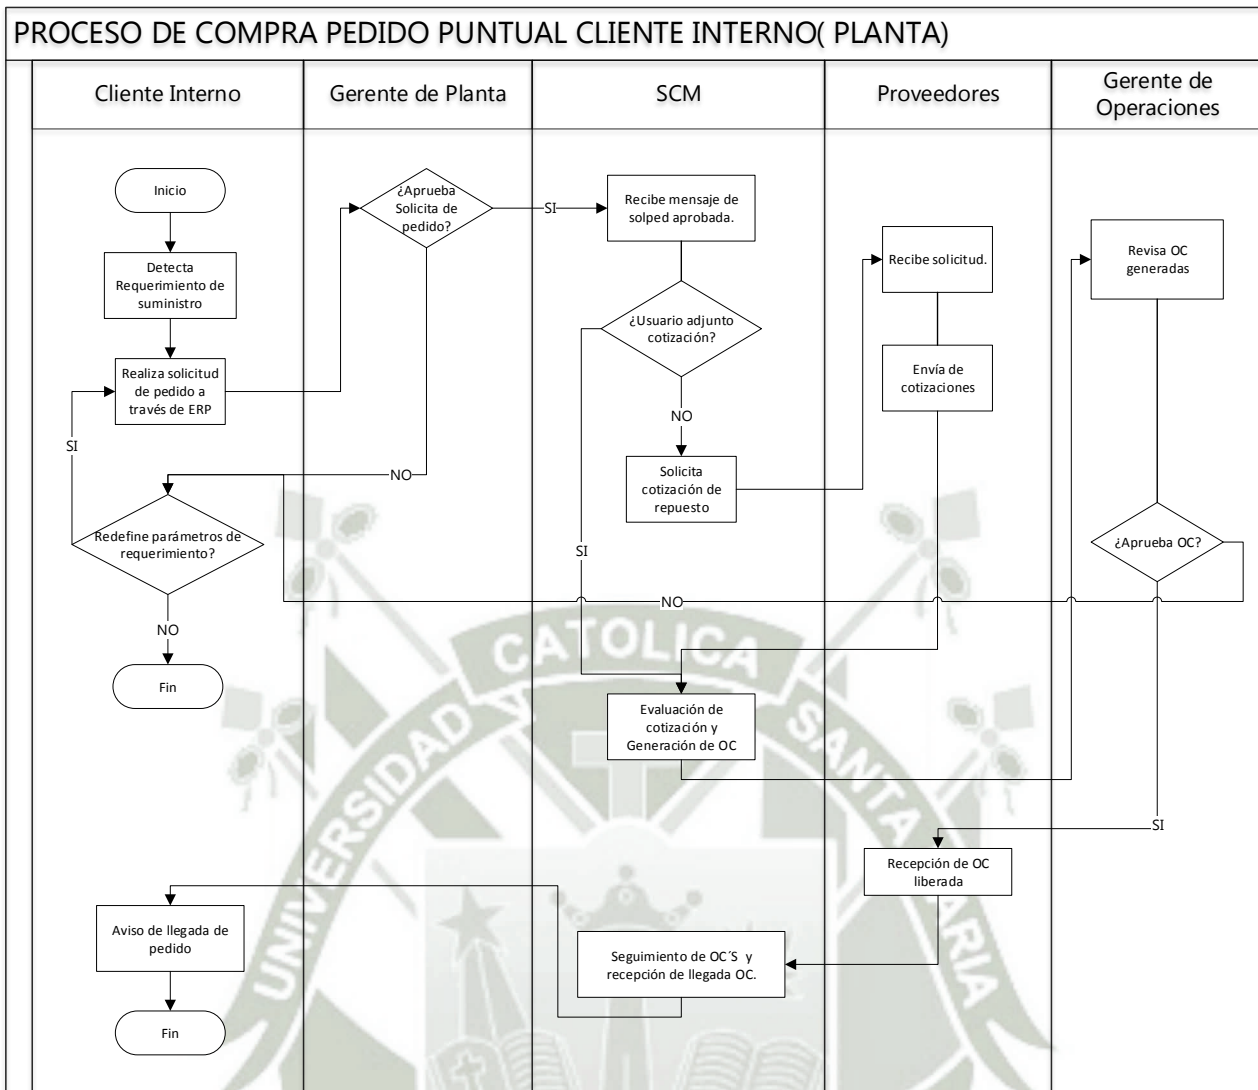 PROCESO DE COMPRA PEDIDO PUNTUAL CLIENTE INTERNO( PLANTA)
Cliente Interno
Gerente de Planta
SCM
Proveedores
Gerente de
Operaciones
Inicio
Detecta
Requerimiento de
suministro
Realiza solicitud
de pedido a
través de ERP
SI
Redefine parámetros de
requerimiento?
NO
Fin
¿Aprueba
Solicita de
pedido?
SI
NO
Recibe mensaje de
solped aprobada.
¿Usuario adjunto
cotización?
NO
SI
Solicita
cotización de
repuesto
Recibe solicitud.
Envía de
cotizaciones
Evaluación de
cotización y
Generación de OC
Revisa OC
generadas
¿Aprueba OC?
NO
SI
Recepción de OC
liberada
Seguimiento de OC´S y
recepción de llegada OC.
Aviso de llegada de
pedido
Fin
UNIVERSIDAD
CATOLICA
SANTA
MARIA